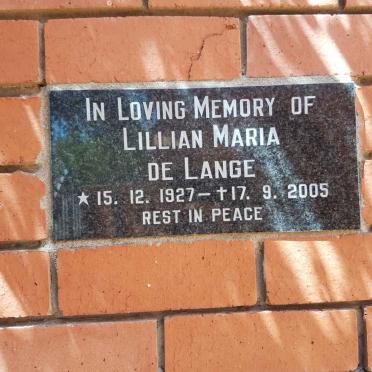 In Loving Memory of
Lillian Maria
de Lange
★ 15. 12. 1927 – † 17. 9. 2005
REST IN PEACE